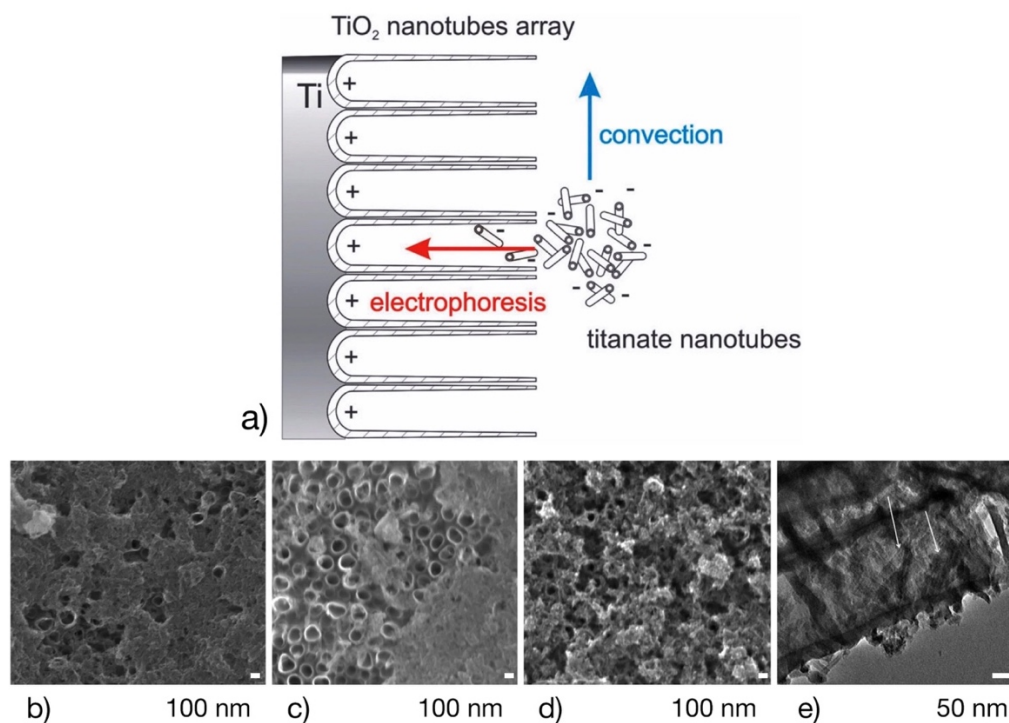 TiO₂ nanotubes array
Ti
+
+
+
+
+
+
+
convection
-
-
-
-
-
-
-
-
electrophoresis
titanate nanotubes
a)
b) 100 nm c) 100 nm d) 100 nm e) 50 nm